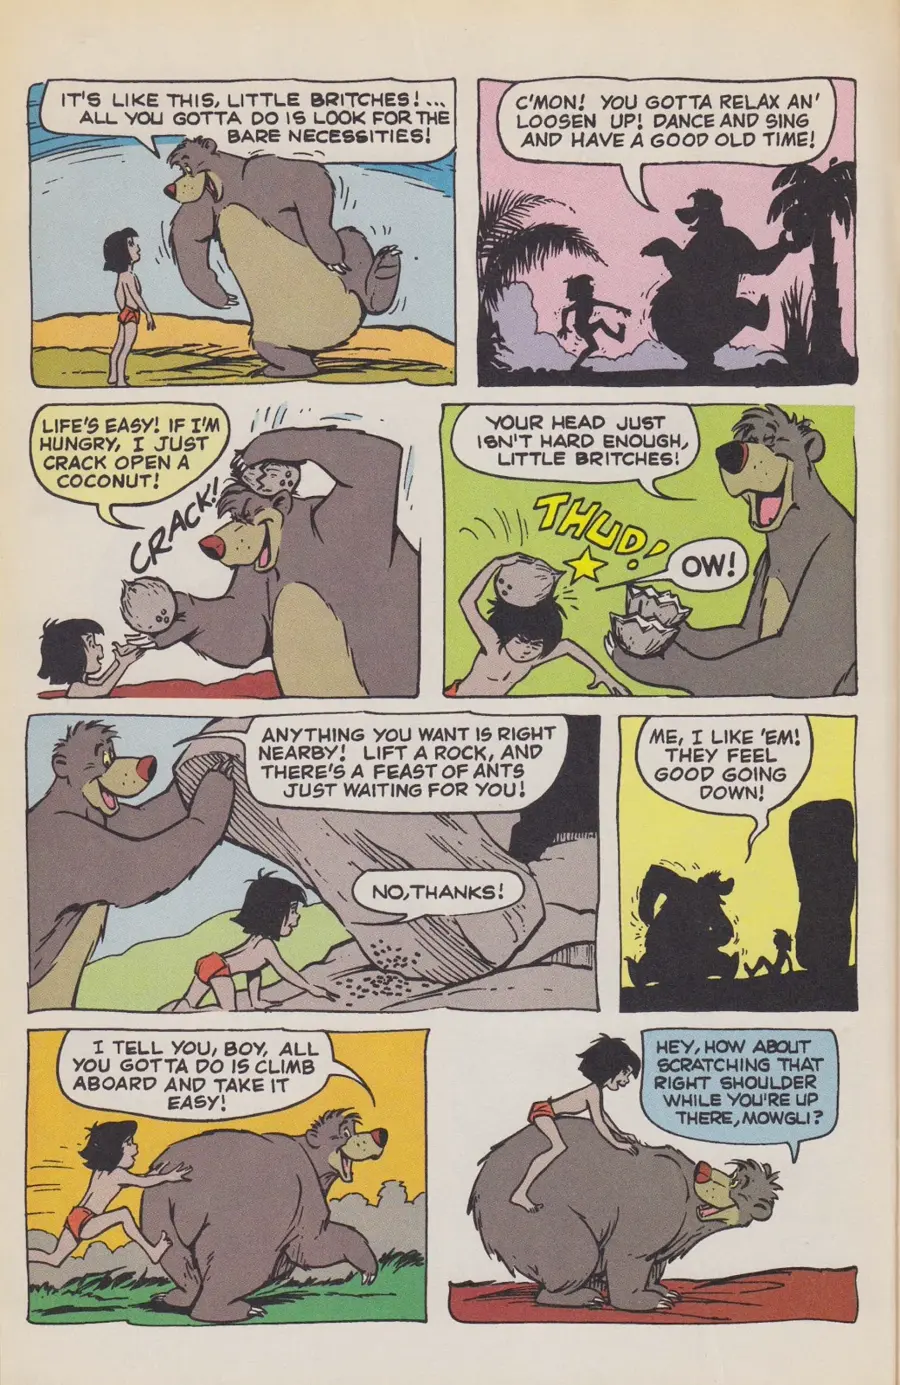 IT'S LIKE THIS, LITTLE BRITCHES!...
ALL YOU GOTTA DO IS LOOK FOR THE
BARE NECESSITIES!
C'MON! YOU GOTTA RELAX AN'
LOOSEN UP! DANCE AND SING
AND HAVE A GOOD OLD TIME!
LIFE'S EASY! IF I'M
HUNGRY, I JUST
CRACK OPEN A
COCONUT!
CRACK!
YOUR HEAD JUST
ISN'T HARD ENOUGH,
LITTLE BRITCHES!
THUD!
OW!
ANYTHING YOU WANT IS RIGHT
NEARBY! LIFT A ROCK, AND
THERE'S A FEAST OF ANTS
JUST WAITING FOR YOU!
NO, THANKS!
ME, I LIKE 'EM!
THEY FEEL
GOOD GOING
DOWN!
I TELL YOU, BOY, ALL
YOU GOTTA DO IS CLIMB
ABOARD AND TAKE IT
EASY!
HEY, HOW ABOUT
SCRATCHING THAT
RIGHT SHOULDER
WHILE YOU'RE UP
THERE, MOWGLI?